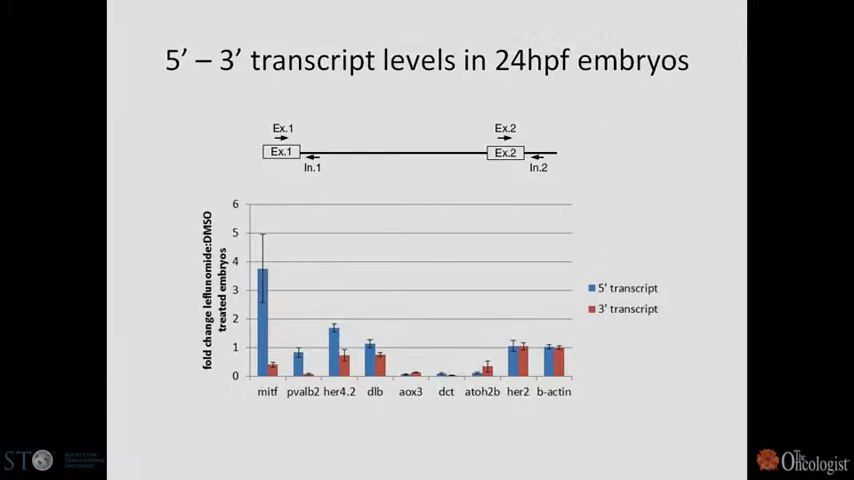 5’ – 3’ transcript levels in 24hpf embryos
Ex.1
Ex.2
Ex.1
Ex.2
In.1
In.2
fold change leflunomide:DMSO
treated embryos
6
5
4
3
2
1
0
mitf pvalb2 her4.2 dlb aox3 dct atoh2b her2 b-actin
5' transcript
3' transcript
STO
The
Oncologist